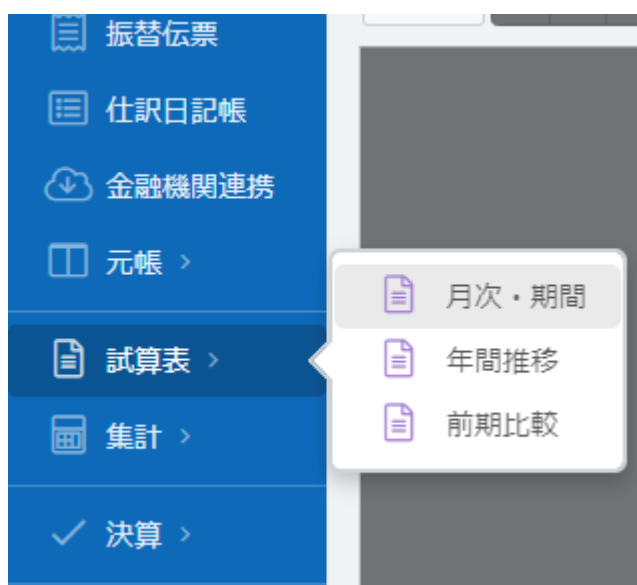 振替伝票
仕訳日記帳
金融機関連携
元帳
試算表
集計
決算
月次・期間
年間推移
前期比較